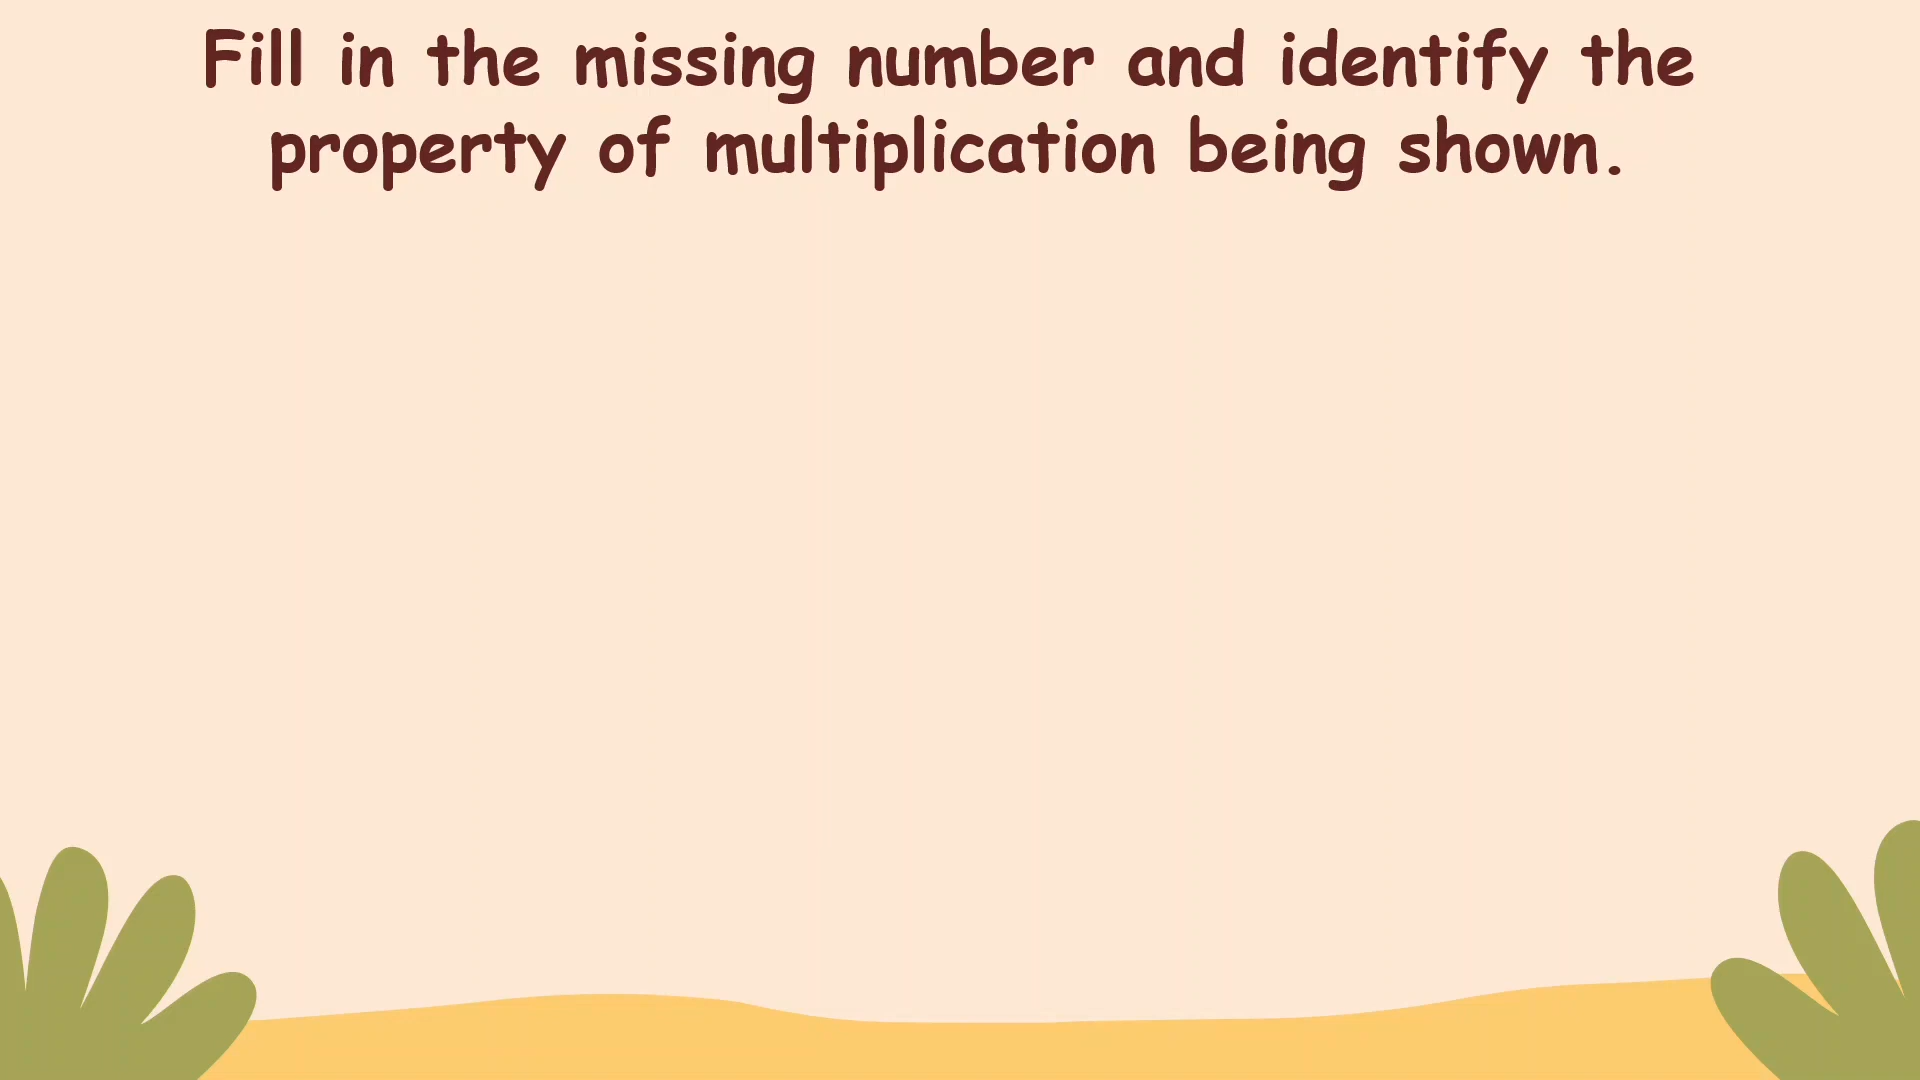 Fill in the missing number and identify the
property of multiplication being shown.